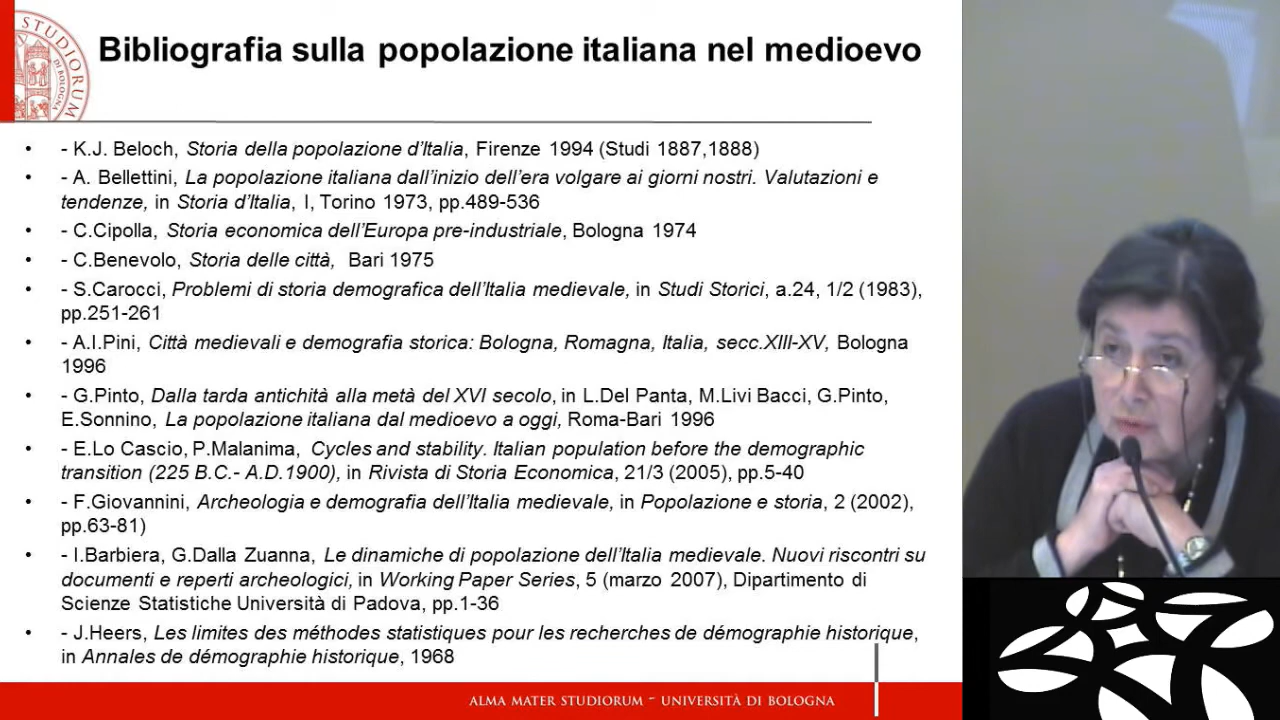 Bibliografia sulla popolazione italiana nel medioevo
• - K.J. Beloch, Storia della popolazione d'Italia, Firenze 1994 (Studi 1887,1888)
• - A. Bellettini, La popolazione italiana dall'inizio dell'era volgare ai giorni nostri. Valutazioni e
tendenze, in Storia d'Italia, I, Torino 1973, pp.489-536
• - C.Cipolla, Storia economica dell'Europa pre-industriale, Bologna 1974
• - C.Benevolo, Storia delle città, Bari 1975
• - S.Carocci, Problemi di storia demografica dell'Italia medievale, in Studi Storici, a.24, 1/2 (1983),
pp.251-261
• - A.I.Pini, Città medievali e demografia storica: Bologna, Romagna, Italia, secc.XIII-XV, Bologna
1996
• - G.Pinto, Dalla tarda antichità alla metà del XVI secolo, in L.Del Panta, M.Livi Bacci, G.Pinto,
E.Sonnino, La popolazione italiana dal medioevo a oggi, Roma-Bari 1996
• - E.Lo Cascio, P.Malanima, Cycles and stability. Italian population before the demographic
transition (225 B.C.- A.D.1900), in Rivista di Storia Economica, 21/3 (2005), pp.5-40
• - F.Giovannini, Archeologia e demografia dell'Italia medievale, in Popolazione e storia, 2 (2002),
pp.63-81)
• - I.Barbiera, G.Dalla Zuanna, Le dinamiche di popolazione dell'Italia medievale. Nuovi riscontri su
documenti e reperti archeologici, in Working Paper Series, 5 (marzo 2007), Dipartimento di
Scienze Statistiche Università di Padova, pp.1-36
• - J.Heers, Les limites des méthodes statistiques pour les recherches de démographie historique,
in Annales de démographie historique, 1968
ALMA MATER STUDIORUM ~ UNIVERSITÀ DI BOLOGNA